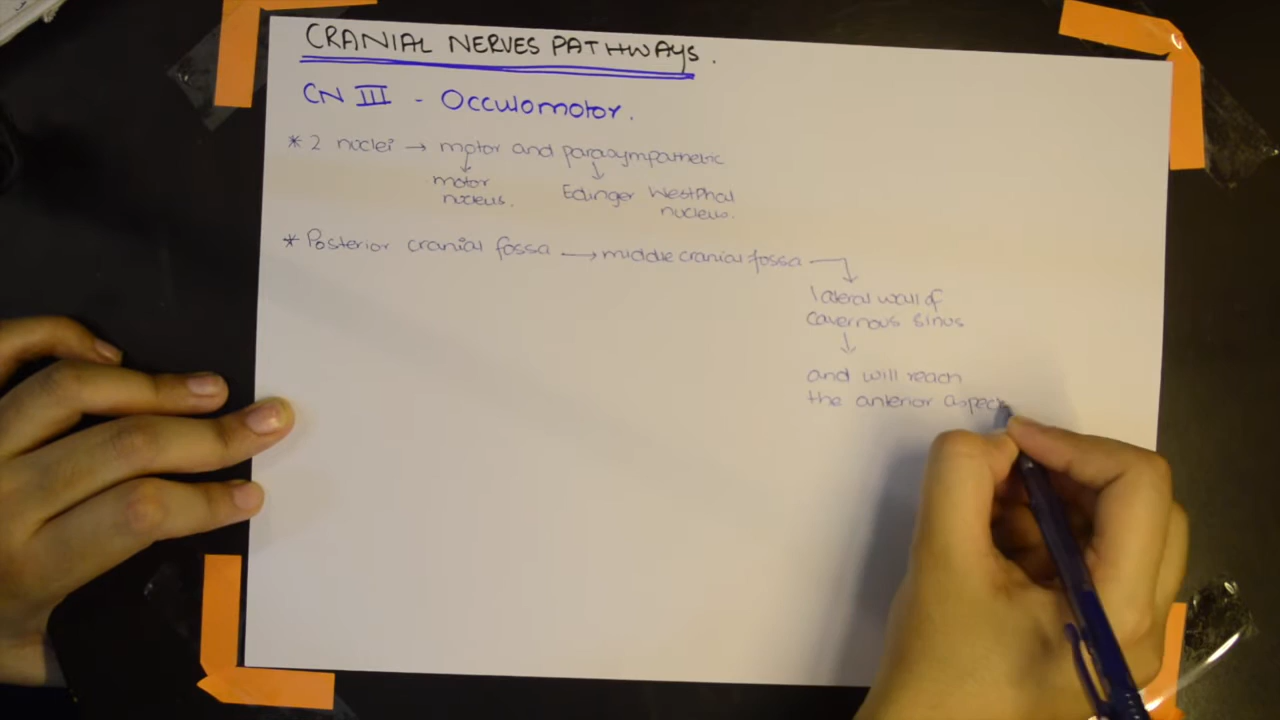 CRANIAL NERVES PATHWAYS.
CN III - Occulomotor.
* 2 nuclei → motor and parasympathetic
↓ ↓
motor nucleus. Edinger WestPhal nucleus.
* Posterior cranial fossa → middle cranial fossa
lateral wall of
cavernous sinus
↓
and will reach
the anterior aspec